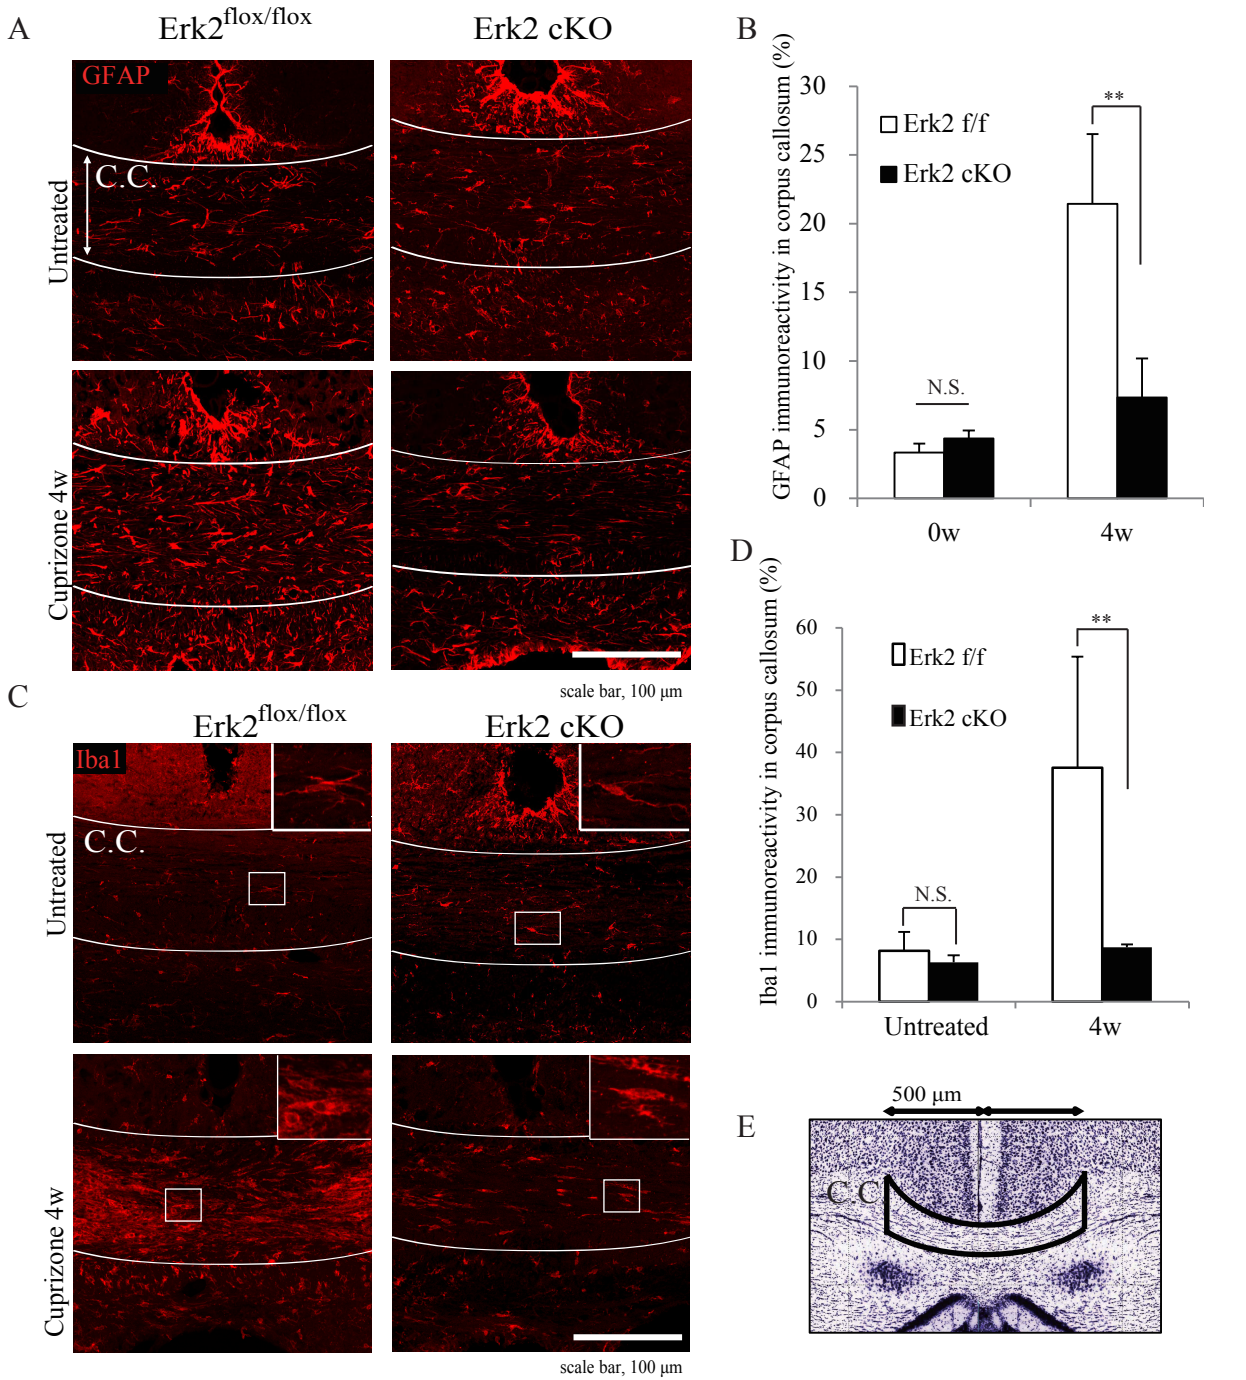 A
Erk2flox/flox
Erk2 cKO
GFAP
C.C.
Untreated
Cuprizone 4w
scale bar, 100 μm
B
GFAP immunoreactivity in corpus callosum (%)
30
25
20
15
10
5
0
Erk2 f/f
Erk2 cKO
**
N.S.
0w
4w
C
Erk2flox/flox
Erk2 cKO
Iba1
C.C.
Untreated
Cuprizone 4w
scale bar, 100 μm
D
Iba1 immunoreactivity in corpus callosum (%)
60
50
40
30
20
10
0
Erk2 f/f
Erk2 cKO
**
N.S.
Untreated
4w
E
500 μm
C.C